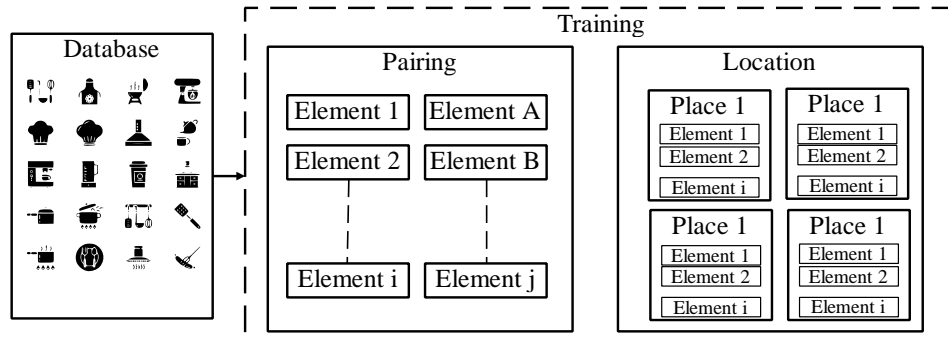 Training
Database
Pairing
Element 1
Element A
Element 2
Element B
Element i
Element j
Location
Place 1
Element 1
Element 2
Element i
Place 1
Element 1
Element 2
Element i
Place 1
Element 1
Element 2
Element i
Place 1
Element 1
Element 2
Element i